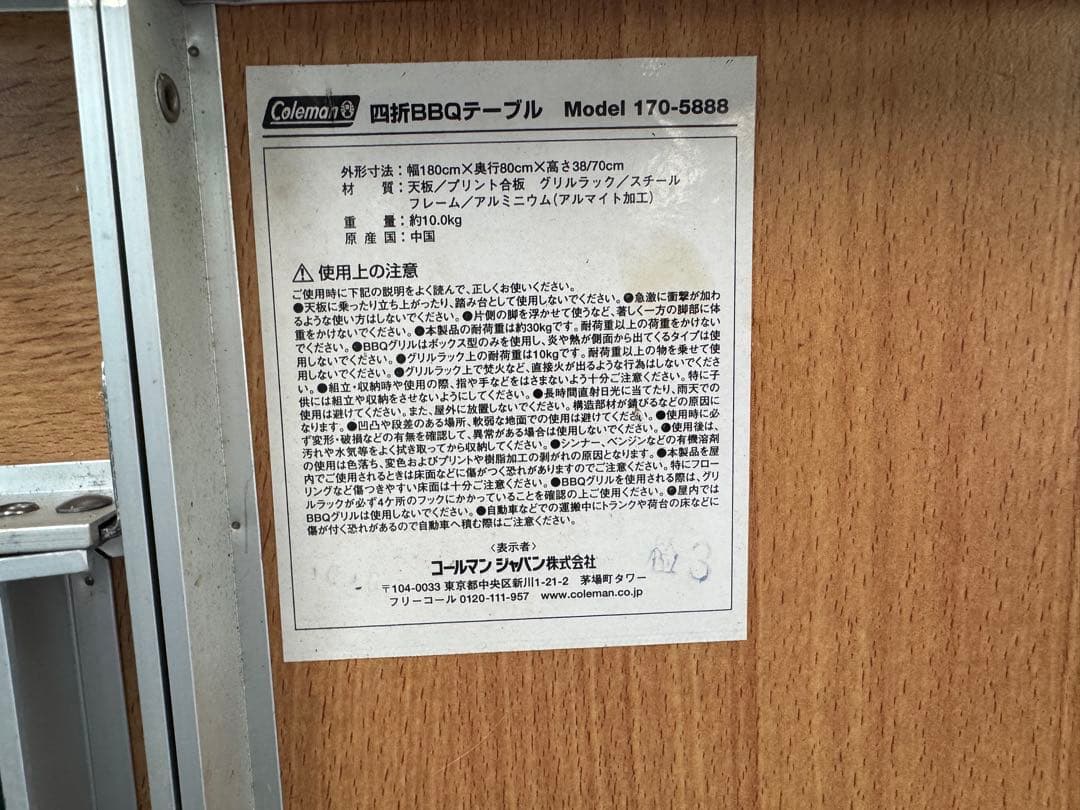 Coleman 四折BBQテーブル Model 170-5888
外形寸法:幅180cm×奥行80cm×高さ38/70cm
材 質:天板/プリント合板 グリルラック/スチール
フレーム/アルミニウム(アルマイト加工)
重 量:約10.0kg
原 産 国:中国
⚠使用上の注意
ご使用時に下記の説明をよく読んで、正しくお使いください。
●天板に乗ったり立ち上がったり、踏み台として使用しないでください。●急激に衝撃が加わ
るような使い方はしないでください。●片側の脚を浮かせて使うなど、著しく一方の脚部に体
重をかけないでください。●本製品の耐荷重は約30kgです。耐荷重以上の荷重をかけない
でください。●BBQグリルはボックス型のみを使用し、炎や熱が側面から出てくるタイプは使
用しないでください。●グリルラック上の耐荷重は10kgです。耐荷重以上の物を乗せて使
用しないでください。●グリルラック上で焚火など、直接火が出るような行為はしないでくださ
い。●組立・収納時や使用の際、指や手などをはさまないよう十分ご注意ください。特に子
供には組立や収納をさせないようにしてください。●長時間直射日光に当てたり、雨天での
使用は避けてください。また、屋外に放置しないでください。構造部材が錆びるなどの原因に
なります。●凹凸や段差のある場所、軟弱な地面での使用は避けてください。●使用時に必
ず変形・破損などの有無を確認して、異常がある場合は使用しないでください。●使用後は、
汚れや水気等をよく拭き取ってから収納してください。●シンナー、ベンジンなどの有機溶剤
の使用は色落ち、変色およびプリントや樹脂加工の剥がれの原因となります。●本製品を屋
内でご使用されるときは床面などに傷がつく恐れがありますのでご注意ください。特にフロー
リングなど傷つきやすい床面は十分ご注意ください。●BBQグリルを使用される際は、グリ
ルラックが必ず4ケ所のフックにかかっていることを確認の上ご使用ください。●屋内では
BBQグリルは使用しないでください。●自動車などでの運搬中にトランクや荷台の床などに
傷が付く恐れがあるので自動車へ積む際はご注意ください。
〈表示者〉
コールマン ジャパン株式会社
〒104-0033 東京都中央区新川1-21-2 茅場町タワー
フリーコール 0120-111-957 www.coleman.co.jp
3